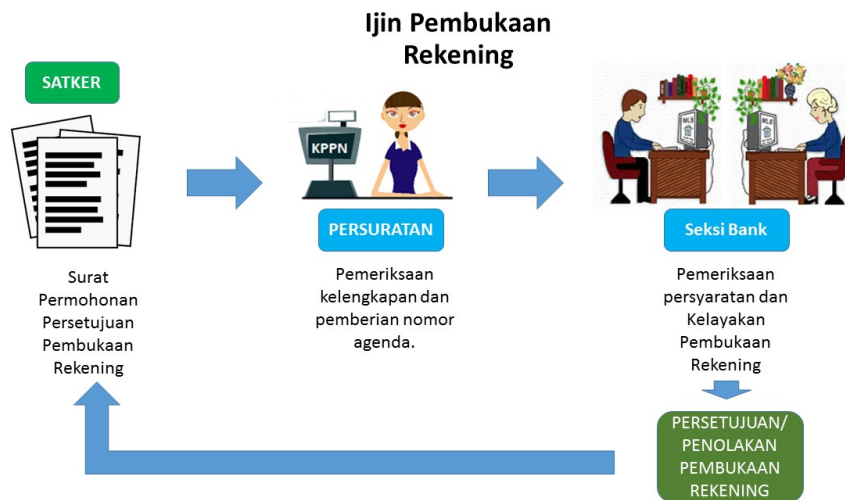 Ijin Pembukaan
Rekening
SATKER
KPPN
PERSURATAN
Seksi Bank
Surat
Permohonan
Persetujuan
Pembukaan
Rekening
Pemeriksaan
kelengkapan dan
pemberian nomor
agenda.
Pemeriksaan
persyaratan dan
Kelayakan
Pembukaan
Rekening
PERSETUJUAN/
PENOLAKAN
PEMBUKAAN
REKENING